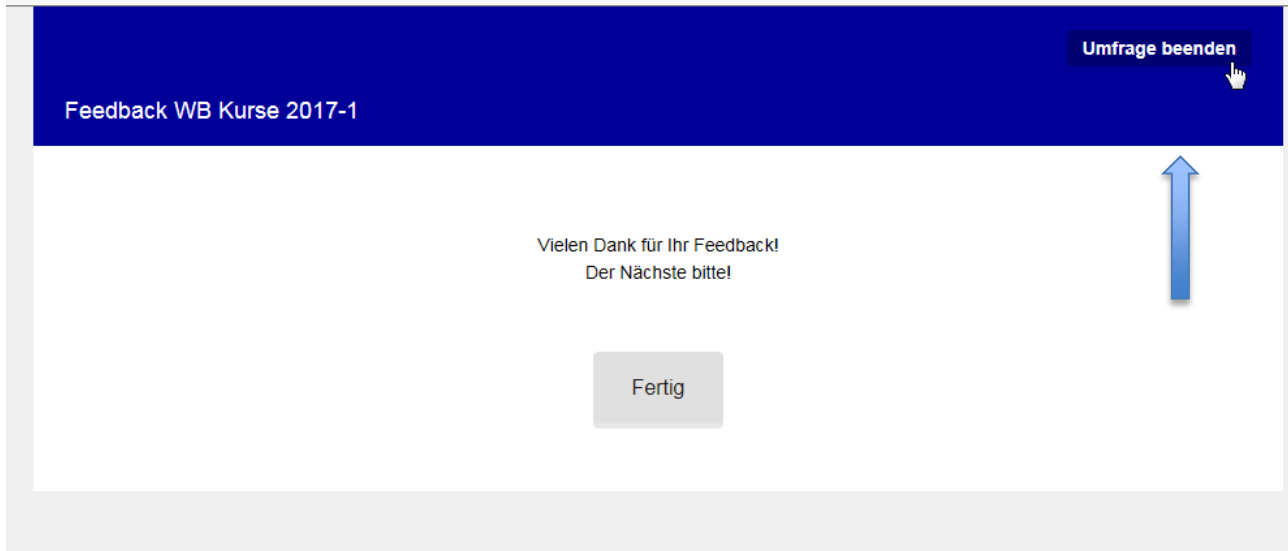 Umfrage beenden
Feedback WB Kurse 2017-1
Vielen Dank für Ihr Feedback!
Der Nächste bitte!
Fertig